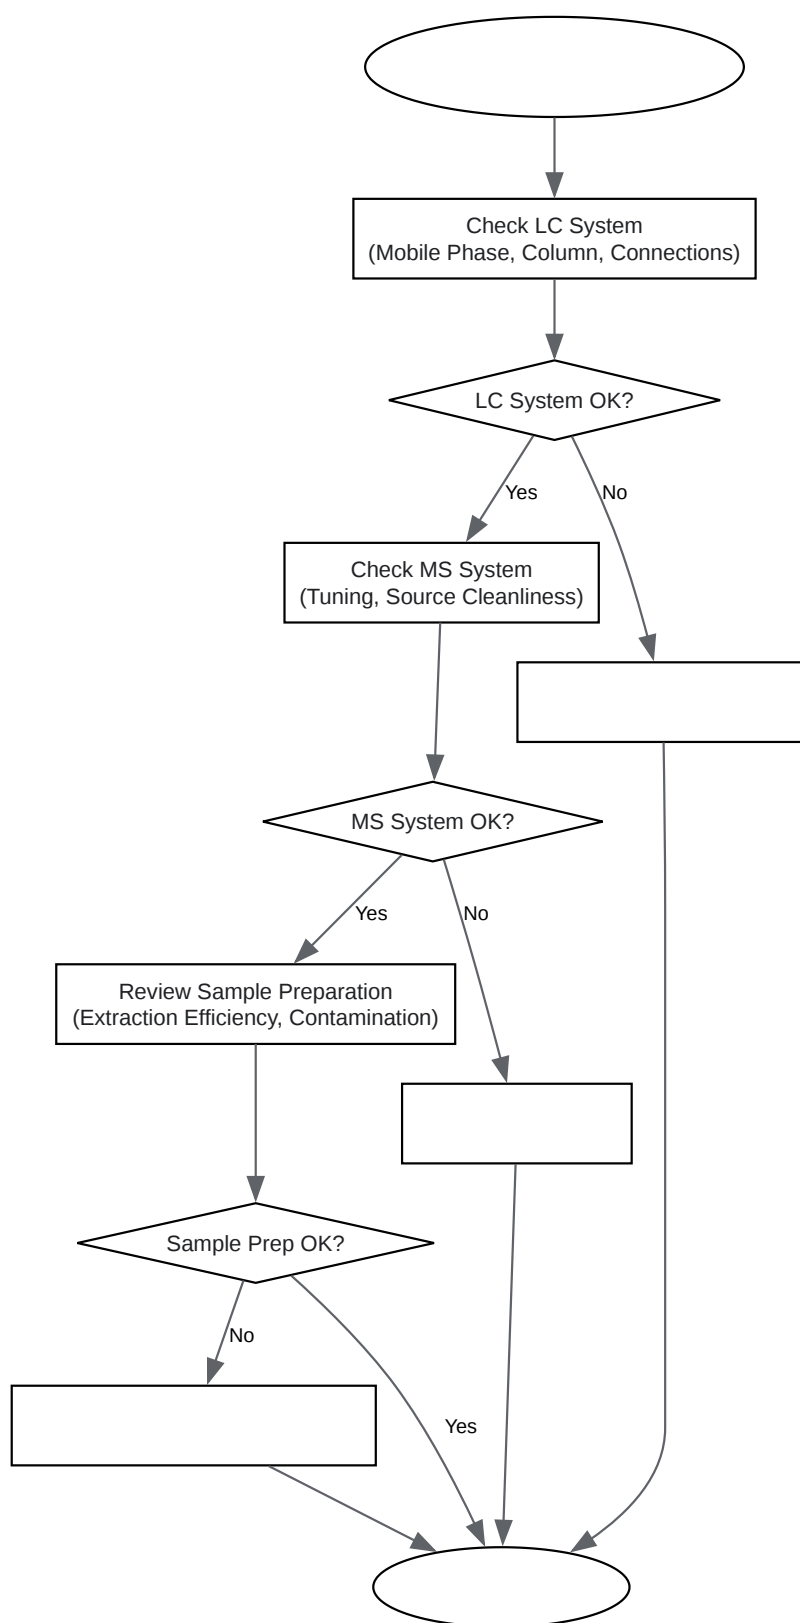 Check LC System
(Mobile Phase, Column, Connections)
LC System OK?
Yes
No
Check MS System
(Tuning, Source Cleanliness)
MS System OK?
Yes
No
Review Sample Preparation
(Extraction Efficiency, Contamination)
Sample Prep OK?
No
Yes